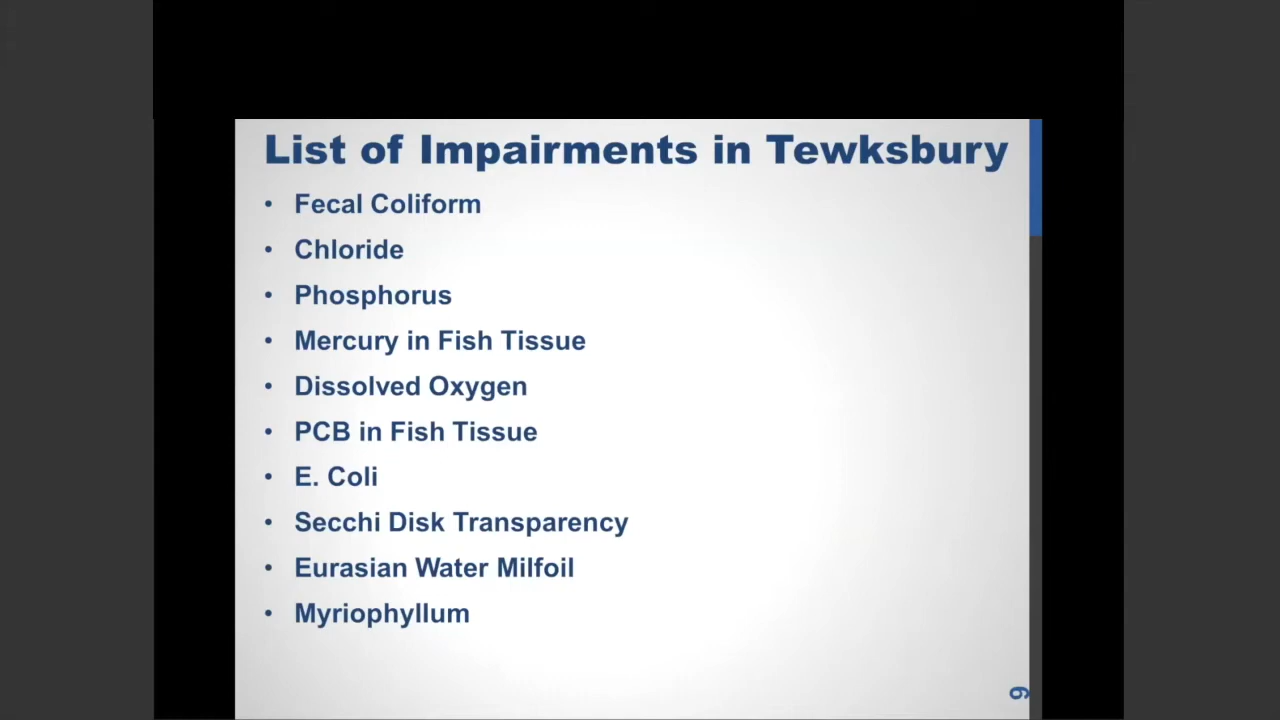 List of Impairments in Tewksbury
• Fecal Coliform
• Chloride
• Phosphorus
• Mercury in Fish Tissue
• Dissolved Oxygen
• PCB in Fish Tissue
• E. Coli
• Secchi Disk Transparency
• Eurasian Water Milfoil
• Myriophyllum
9